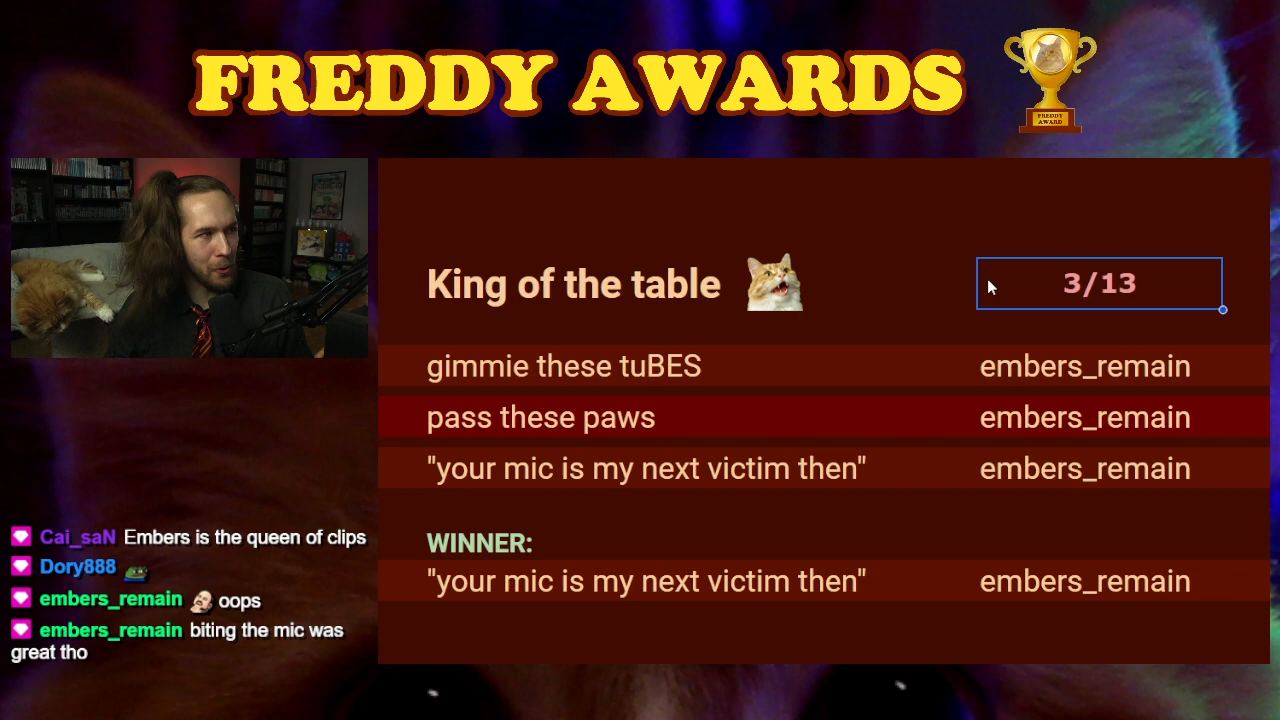 FREDDY AWARDS
FREDDY
AWARD
King of the table
3/13
gimmie these tuBES embers_remain
pass these paws embers_remain
"your mic is my next victim then" embers_remain
WINNER:
"your mic is my next victim then" embers_remain
Cai_saN Embers is the queen of clips
Dory888
embers_remain oops
embers_remain biting the mic was
great tho